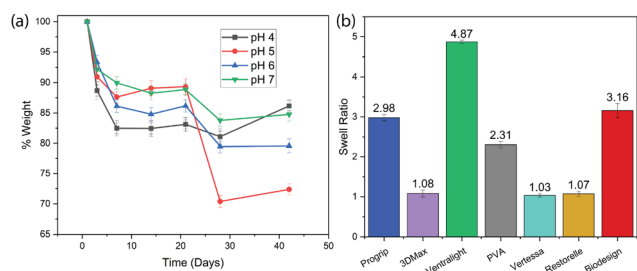 (a)
% Weight
100
95
90
85
80
75
70
65
0
10
20
30
40
50
Time (Days)
pH 4
pH 5
pH 6
pH 7
(b)
Swell Ratio
5
4
3
2
1
0
2.98
1.08
4.87
2.31
1.03
1.07
3.16
Progrip
3DMax
Ventralight
PVA
Vertessa
Restorelle
Biodesign